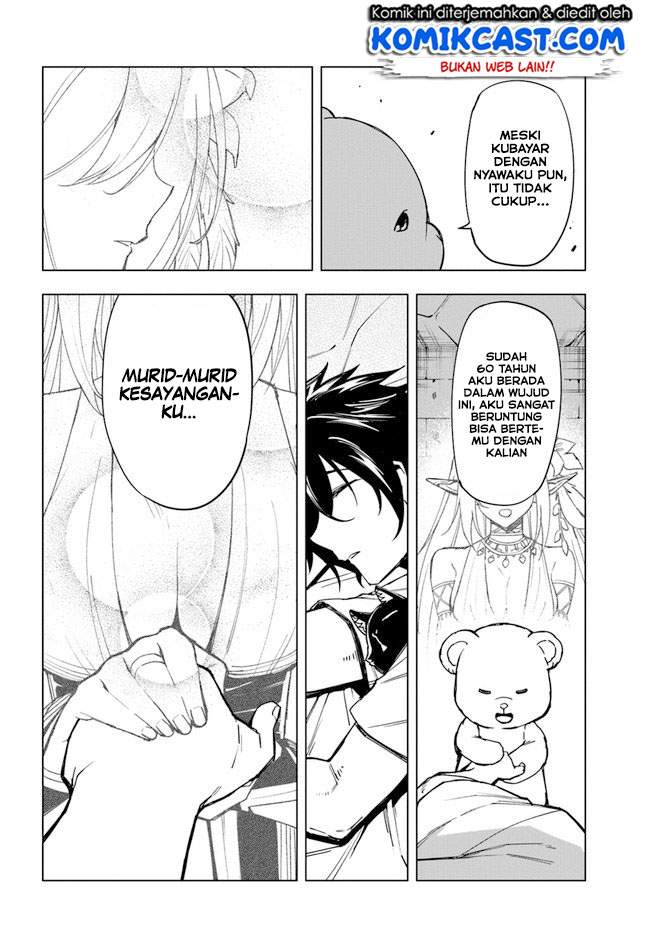 Komik ini diterjemahkan & diedit oleh
KOMIKCAST.COM
BUKAN WEB LAIN!!
MESKI
KUBAYAR
DENGAN
NYAWAKU PUN,
ITU TIDAK
CUKUP...
SUDAH
60 TAHUN
AKU BERADA
DALAM WUJUD
INI, AKU SANGAT
BERUNTUNG
BISA BERTE-
MU DENGAN
KALIAN
MURID-MURID
KESAYANGAN-
KU...